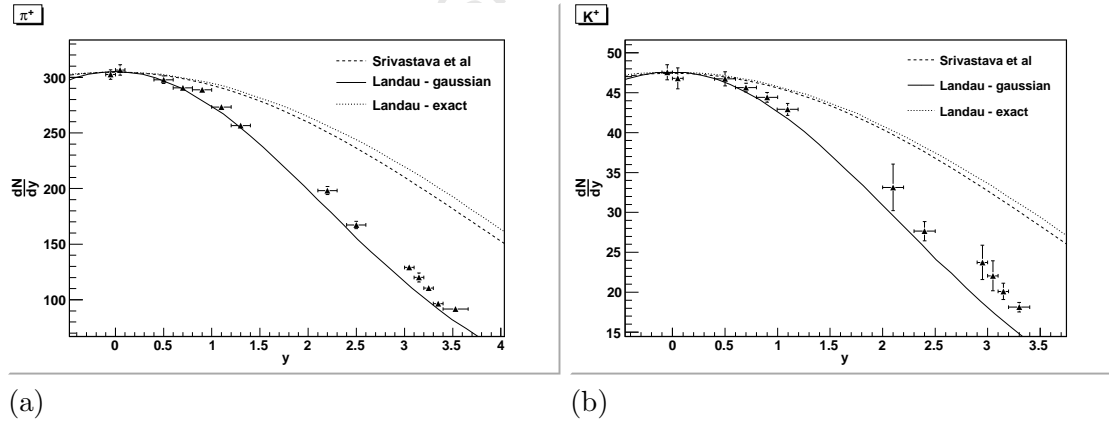 π+
Srivastava et al
Landau - gaussian
Landau - exact
dN
dy
300
250
200
150
100
0 0.5 1 1.5 2 2.5 3 3.5 4
y
(a)
K+
Srivastava et al
Landau - gaussian
Landau - exact
dN
dy
50
45
40
35
30
25
20
15
0 0.5 1 1.5 2 2.5 3 3.5
y
(b)